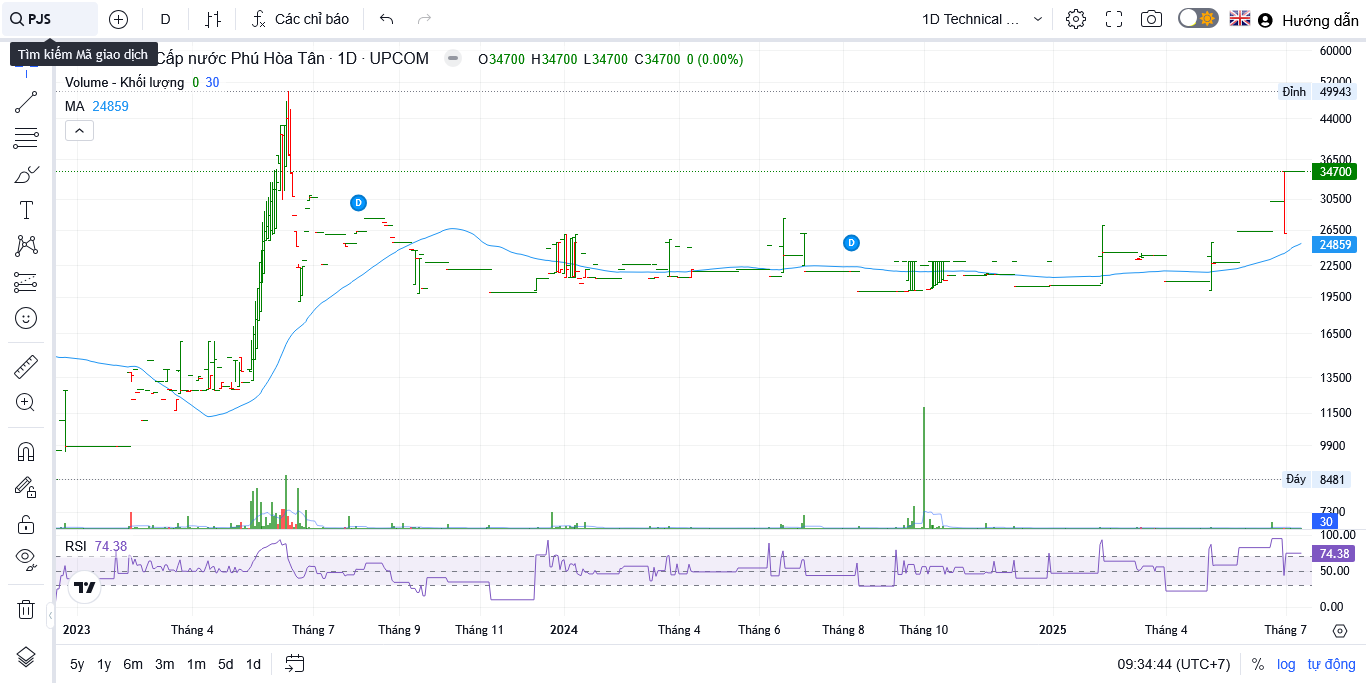 PJS
D
Các chỉ báo
1D Technical ...
Hướng dẫn
Tìm kiếm Mã giao dịch
Cấp nước Phú Hòa Tân · 1D · UPCOM
O34700 H34700 L34700 C34700 0 (0.00%)
Volume - Khối lượng 0 30
MA 24859
60000
52000
Đỉnh 49943
44000
36500
34700
30500
26500
24859
22500
19500
16500
13500
11500
9900
Đáy 8481
7300
30
D
D
RSI 74.38
100.00
74.38
50.00
0.00
2023 Tháng 4 Tháng 7 Tháng 9 Tháng 11 2024 Tháng 4 Tháng 6 Tháng 8 Tháng 10 2025 Tháng 4 Tháng 7
5y 1y 6m 3m 1m 5d 1d
09:34:44 (UTC+7) % log tự động